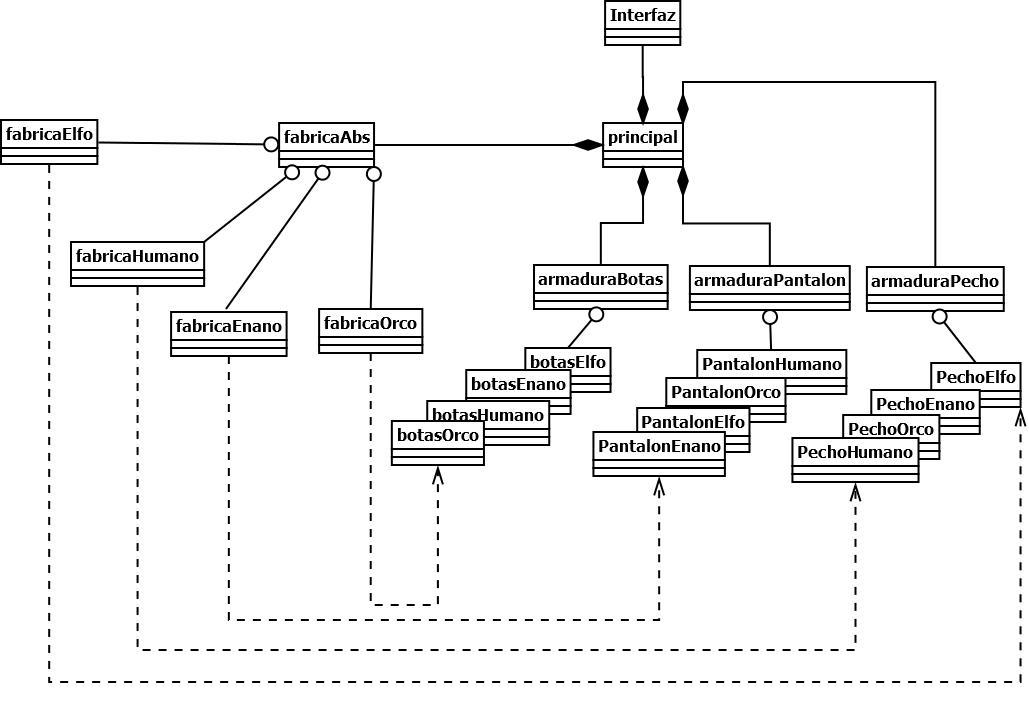 Interfaz
fabricaElfo
fabricaAbs
principal
fabricaHumano
armaduraBotas
armaduraPantalon
armaduraPecho
fabricaEnano
fabricaOrco
botasElfo
PantalonHumano
PechoElfo
botasEnano
PantalonOrco
PechoEnano
botasHumano
PantalonElfo
PechoOrco
botasOrco
PantalonEnano
PechoHumano